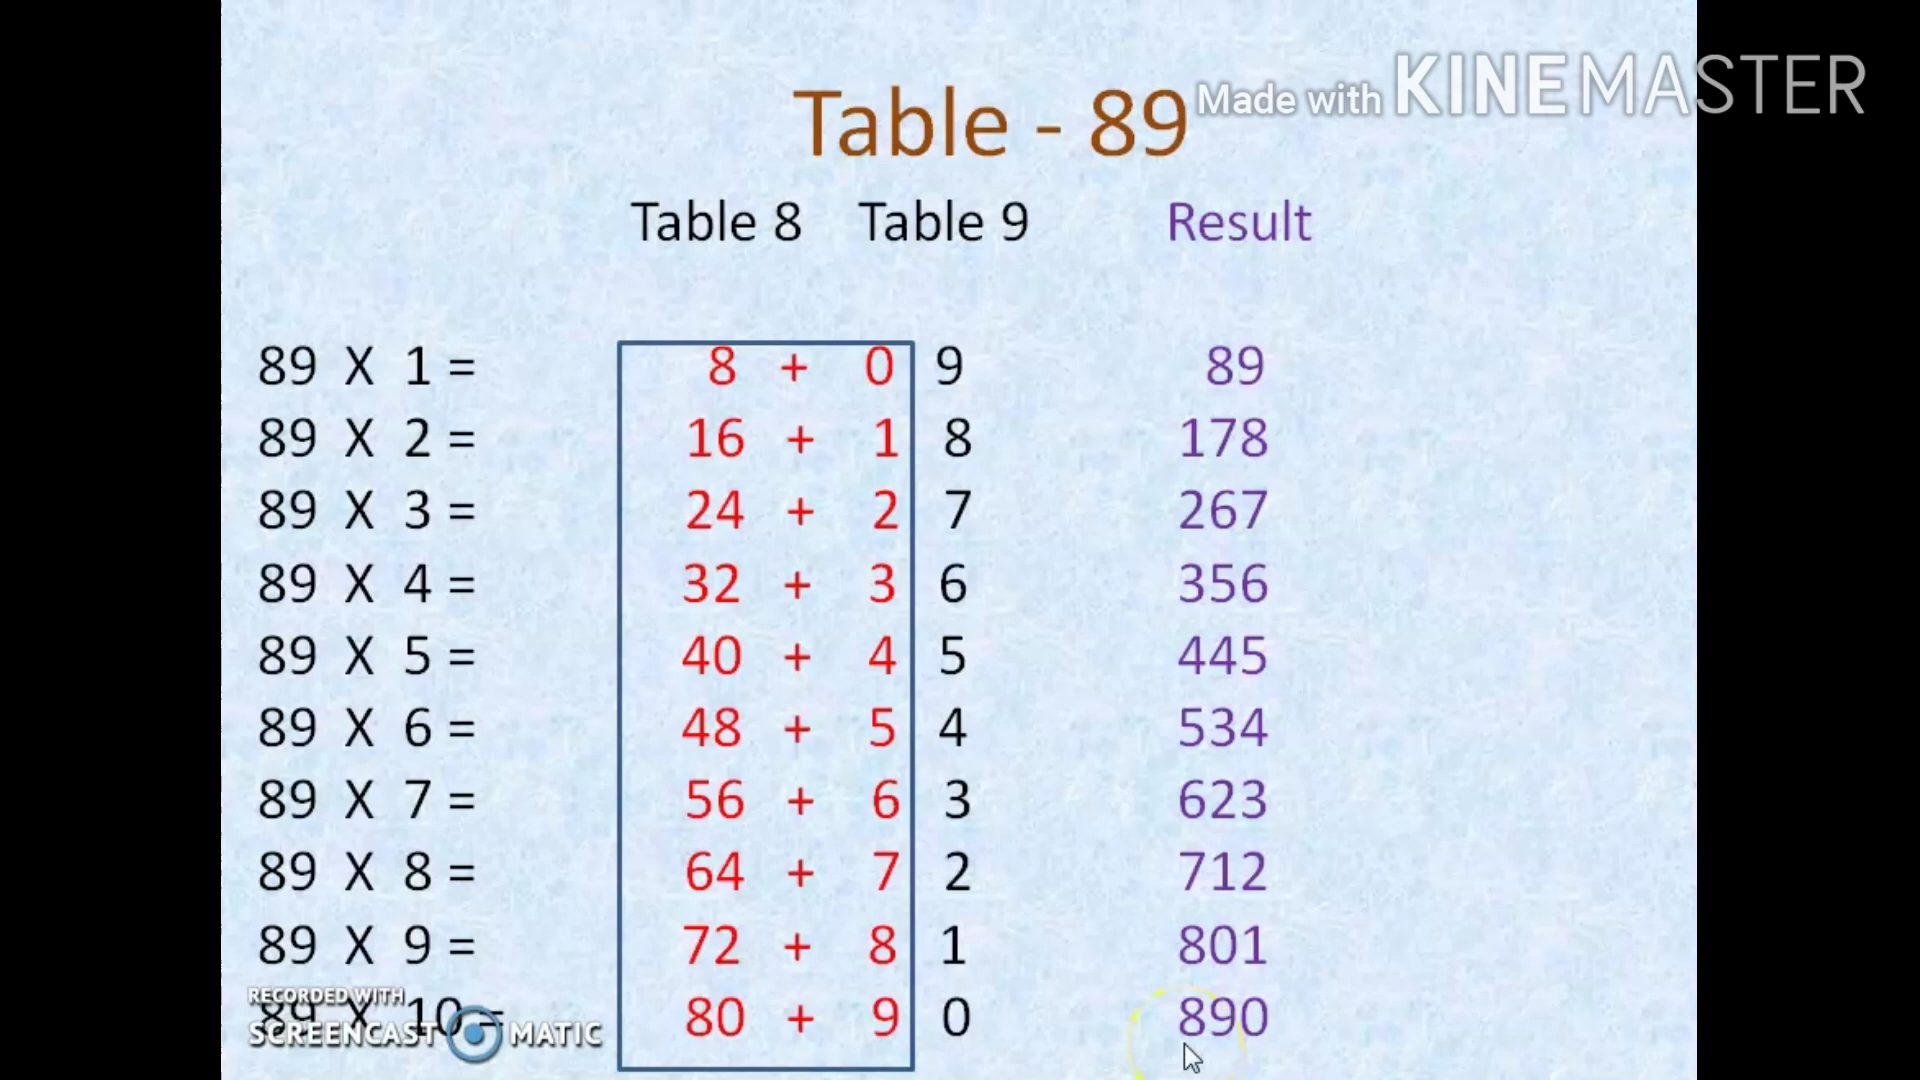 Made with KINEMASTER
Table - 89
Table 8 Table 9 Result
89 X 1 = 8 + 0 9 89
89 X 2 = 16 + 1 8 178
89 X 3 = 24 + 2 7 267
89 X 4 = 32 + 3 6 356
89 X 5 = 40 + 4 5 445
89 X 6 = 48 + 5 4 534
89 X 7 = 56 + 6 3 623
89 X 8 = 64 + 7 2 712
89 X 9 = 72 + 8 1 801
89 X 10 = 80 + 9 0 890
RECORDED WITH
SCREENCAST MATIC